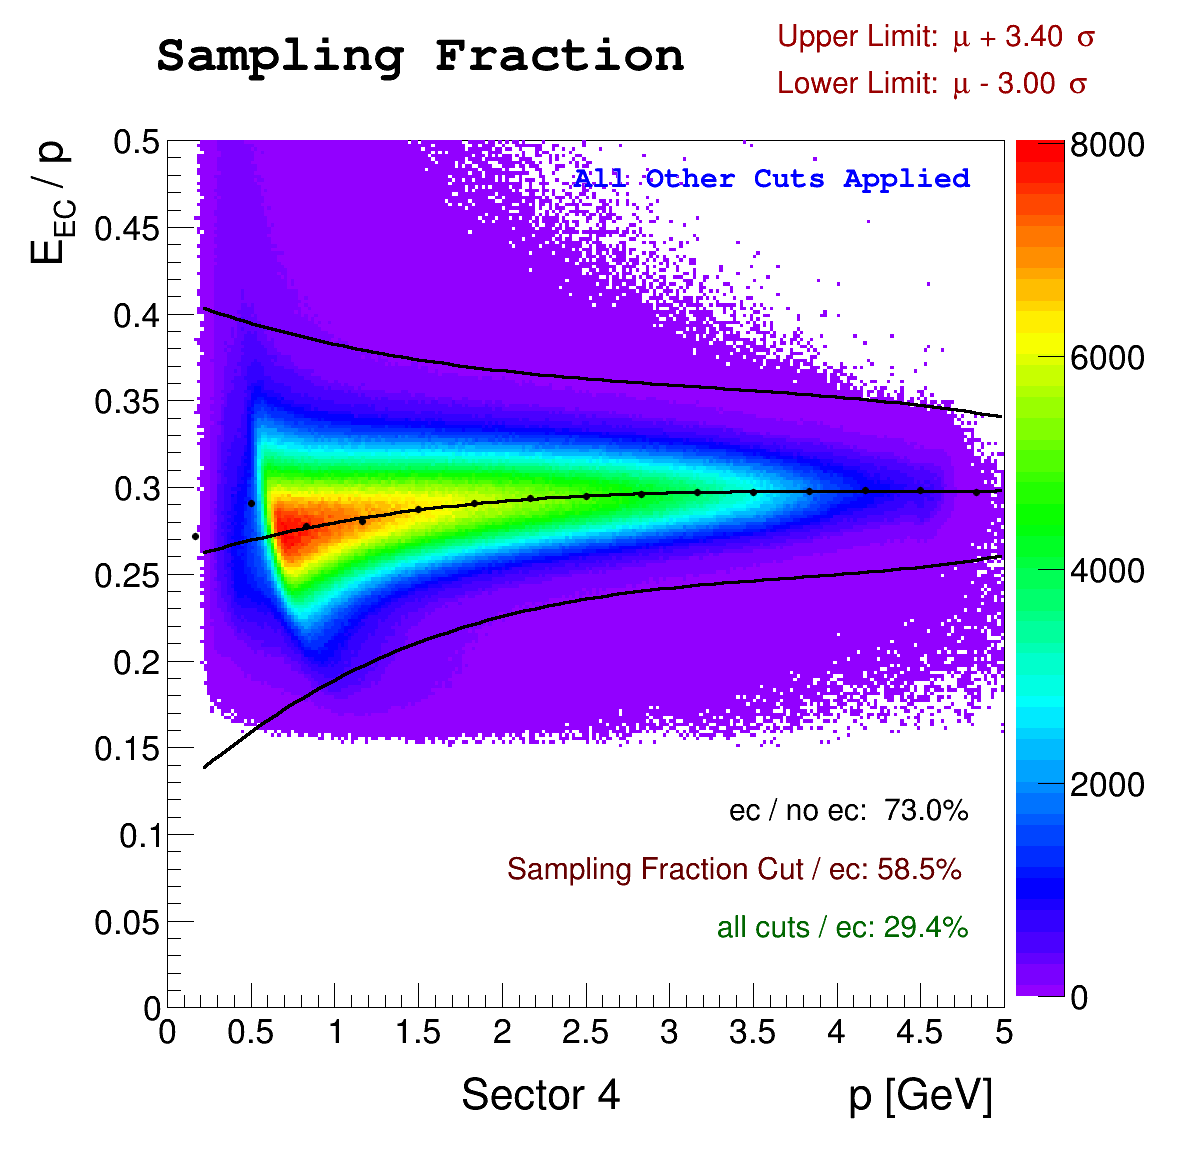 Sampling Fraction
Upper Limit: μ + 3.40 σ
Lower Limit: μ - 3.00 σ
E_EC / p
All Other Cuts Applied
0.5
0.45
0.4
0.35
0.3
0.25
0.2
0.15
0.1
0.05
0
8000
6000
4000
2000
0
ec / no ec: 73.0%
Sampling Fraction Cut / ec: 58.5%
all cuts / ec: 29.4%
0 0.5 1 1.5 2 2.5 3 3.5 4 4.5 5
Sector 4
p [GeV]